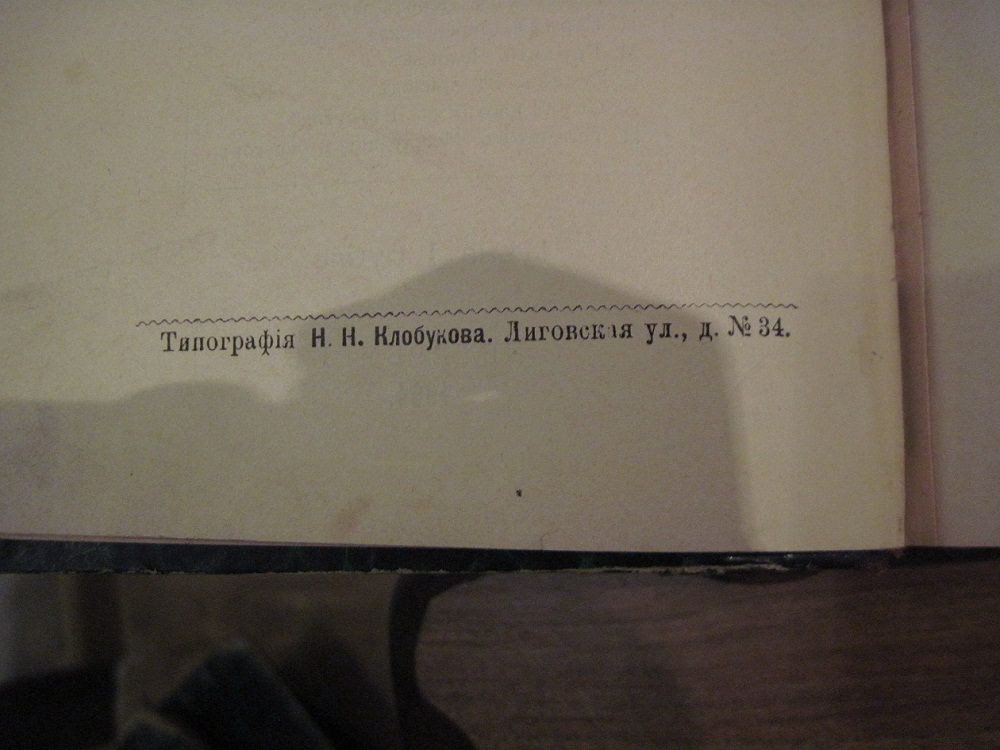 Типографія Н. Н. Клобукова. Лиговская ул., д. № 34.